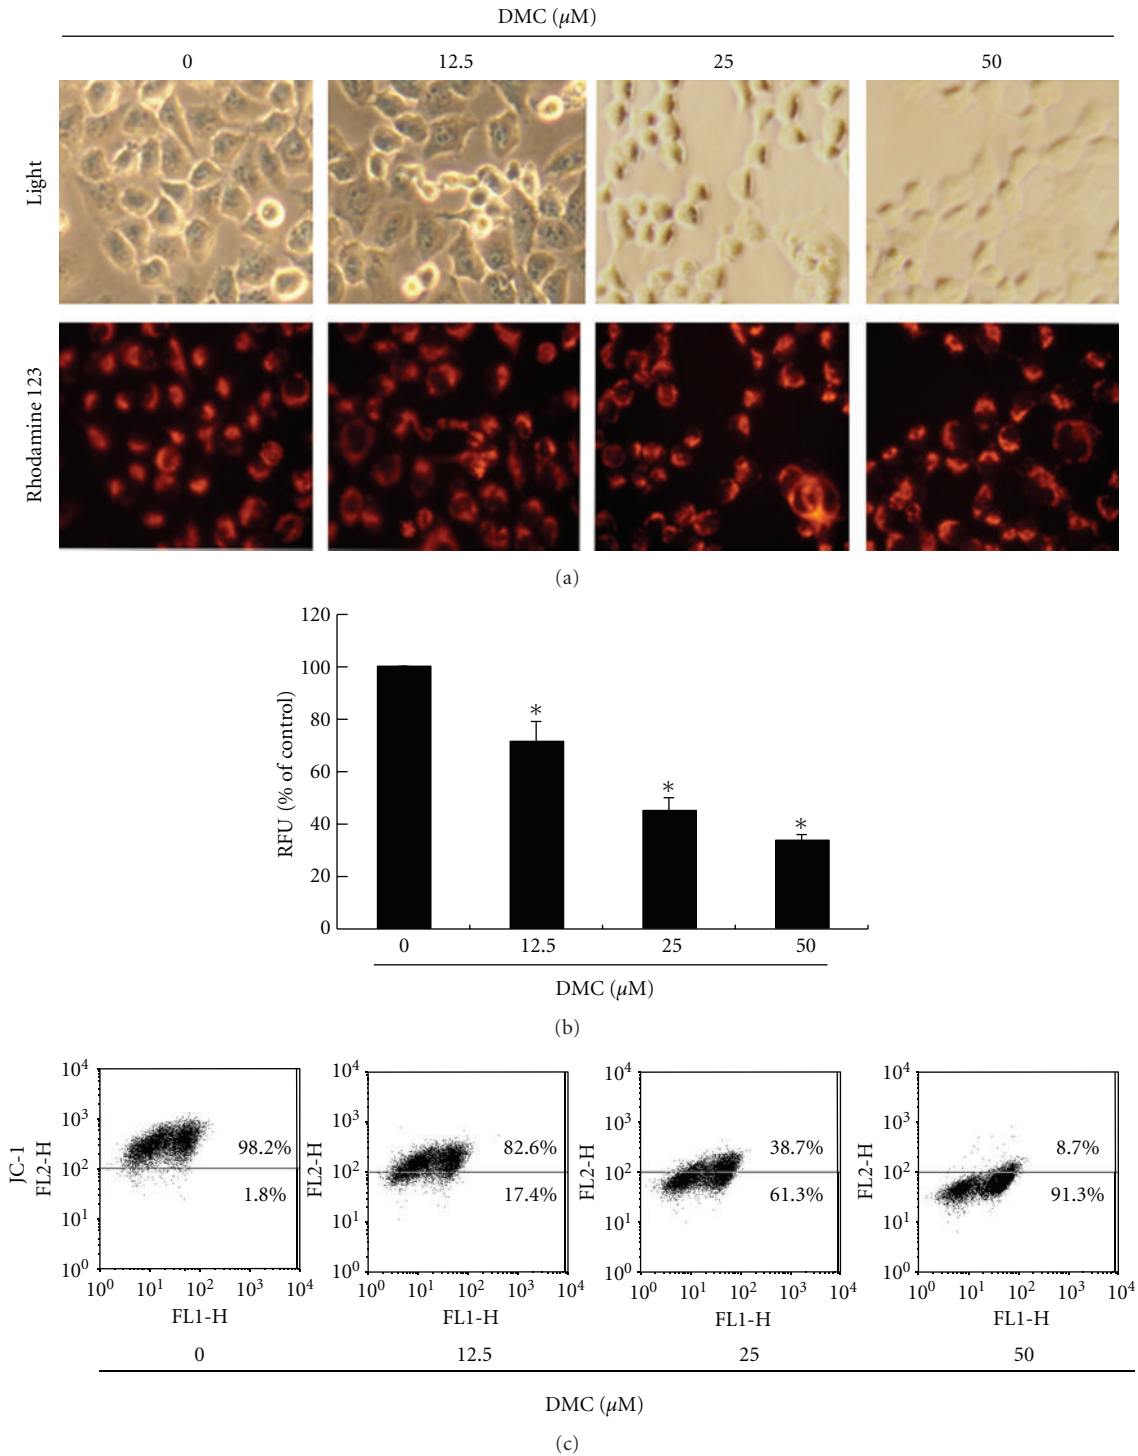 DMC (μM)
0 12.5 25 50
Light
Rhodamine 123
(a)
120
100
80
60
40
20
0
RFU (% of control)
* * *
0 12.5 25 50
DMC (μM)
(b)
JC-1
FL2-H
10⁴
10³
10²
10¹
10⁰
98.2%
1.8%
10⁰ 10¹ 10² 10³ 10⁴
FL1-H
0
FL2-H
10⁴
10³
10²
10¹
10⁰
82.6%
17.4%
10⁰ 10¹ 10² 10³ 10⁴
FL1-H
12.5
FL2-H
10⁴
10³
10²
10¹
10⁰
38.7%
61.3%
10⁰ 10¹ 10² 10³ 10⁴
FL1-H
25
FL2-H
10⁴
10³
10²
10¹
10⁰
8.7%
91.3%
10⁰ 10¹ 10² 10³ 10⁴
FL1-H
50
DMC (μM)
(c)